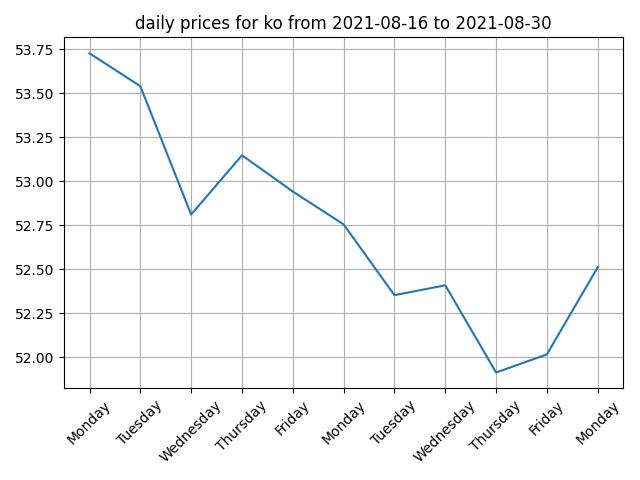 daily prices for ko from 2021-08-16 to 2021-08-30
53.75
53.50
53.25
53.00
52.75
52.50
52.25
52.00
Monday
Tuesday
Wednesday
Thursday
Friday
Monday
Tuesday
Wednesday
Thursday
Friday
Monday